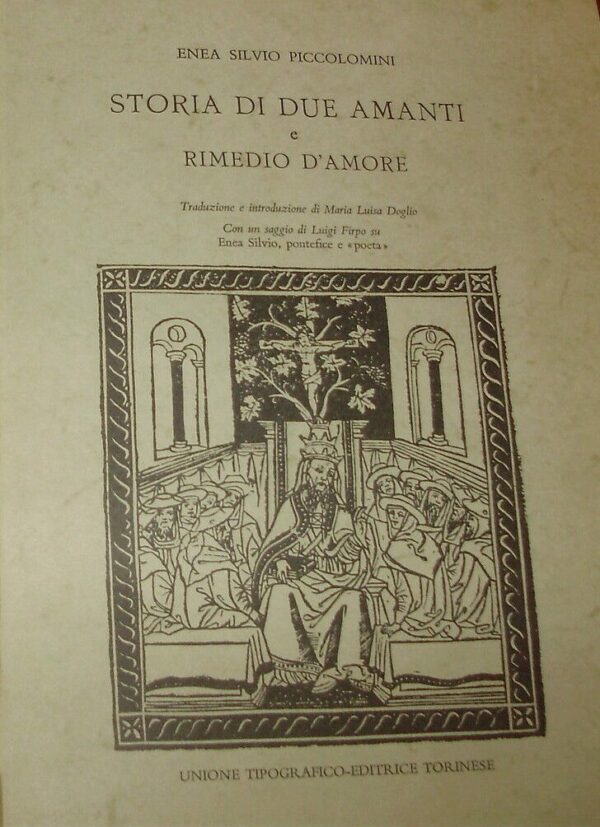 ENEA SILVIO PICCOLOMINI
STORIA DI DUE AMANTI
e
RIMEDIO D'AMORE
Traduzione e introduzione di Maria Luisa Doglio
Con un saggio di Luigi Firpo su
Enea Silvio, pontefice e «poeta»
UNIONE TIPOGRAFICO-EDITRICE TORINESE